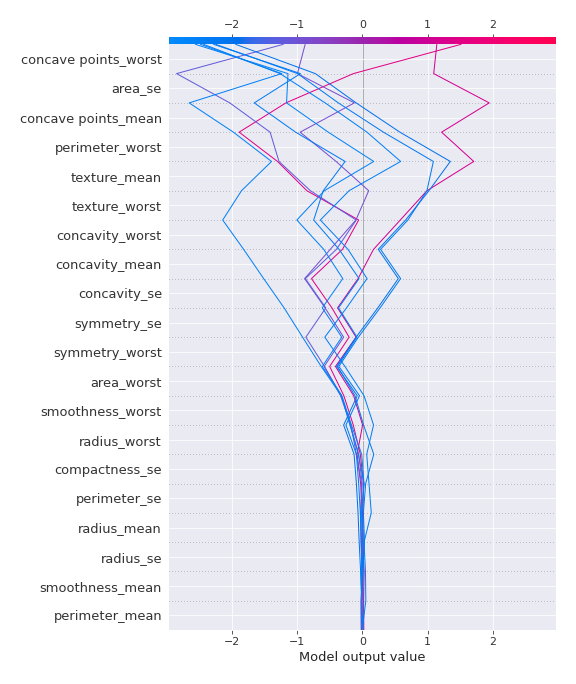 −2 −1 0 1 2
concave points_worst
area_se
concave points_mean
perimeter_worst
texture_mean
texture_worst
concavity_worst
concavity_mean
concavity_se
symmetry_se
symmetry_worst
area_worst
smoothness_worst
radius_worst
compactness_se
perimeter_se
radius_mean
radius_se
smoothness_mean
perimeter_mean
−2 −1 0 1 2
Model output value